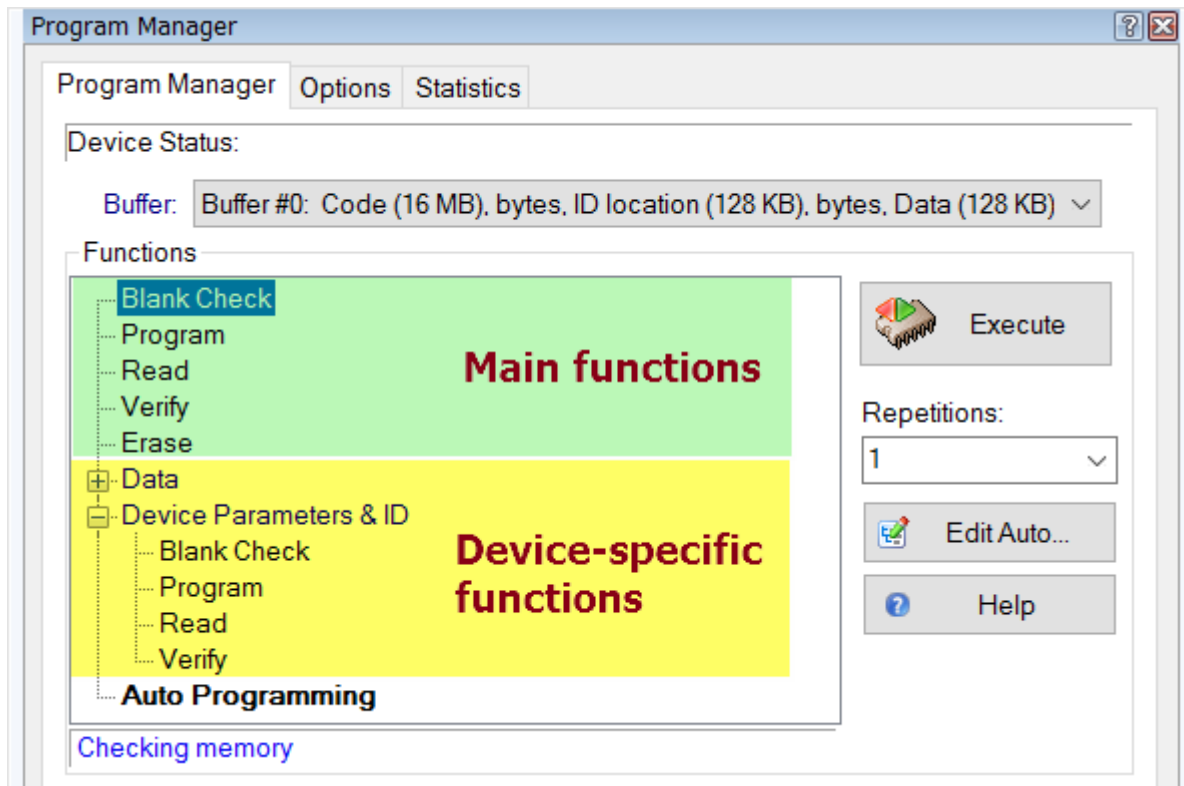 Program Manager
Program Manager Options Statistics
Device Status:
Buffer: Buffer #0: Code (16 MB), bytes, ID location (128 KB), bytes, Data (128 KB)
Functions
Blank Check
Program
Read
Verify
Erase
Main functions
Data
Device Parameters & ID
Blank Check
Program
Read
Verify
Device-specific
functions
Auto Programming
Checking memory
Execute
Repetitions:
1
Edit Auto...
Help